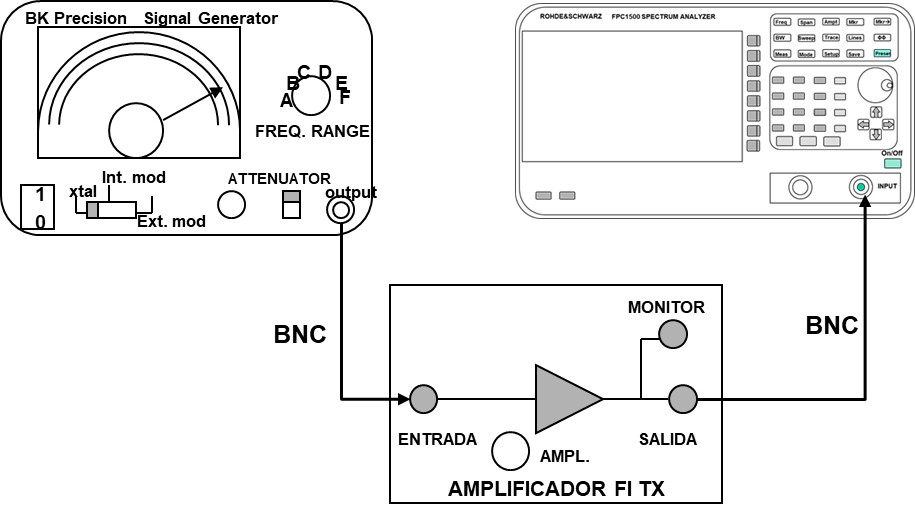 BK Precision Signal Generator
A
B
C
D
E
F
FREQ. RANGE
Int. mod
xtal
Ext. mod
1
0
ATTENUATOR
output
ROHDE&SCHWARZ FPC1500 SPECTRUM ANALYZER
Freq Span Ampt Mkr Mkr→
BW Sweep Trace Lines
Meas Mode Setup Save Preset
On/Off
INPUT
BNC
BNC
MONITOR
ENTRADA
SALIDA
AMPL.
AMPLIFICADOR FI TX